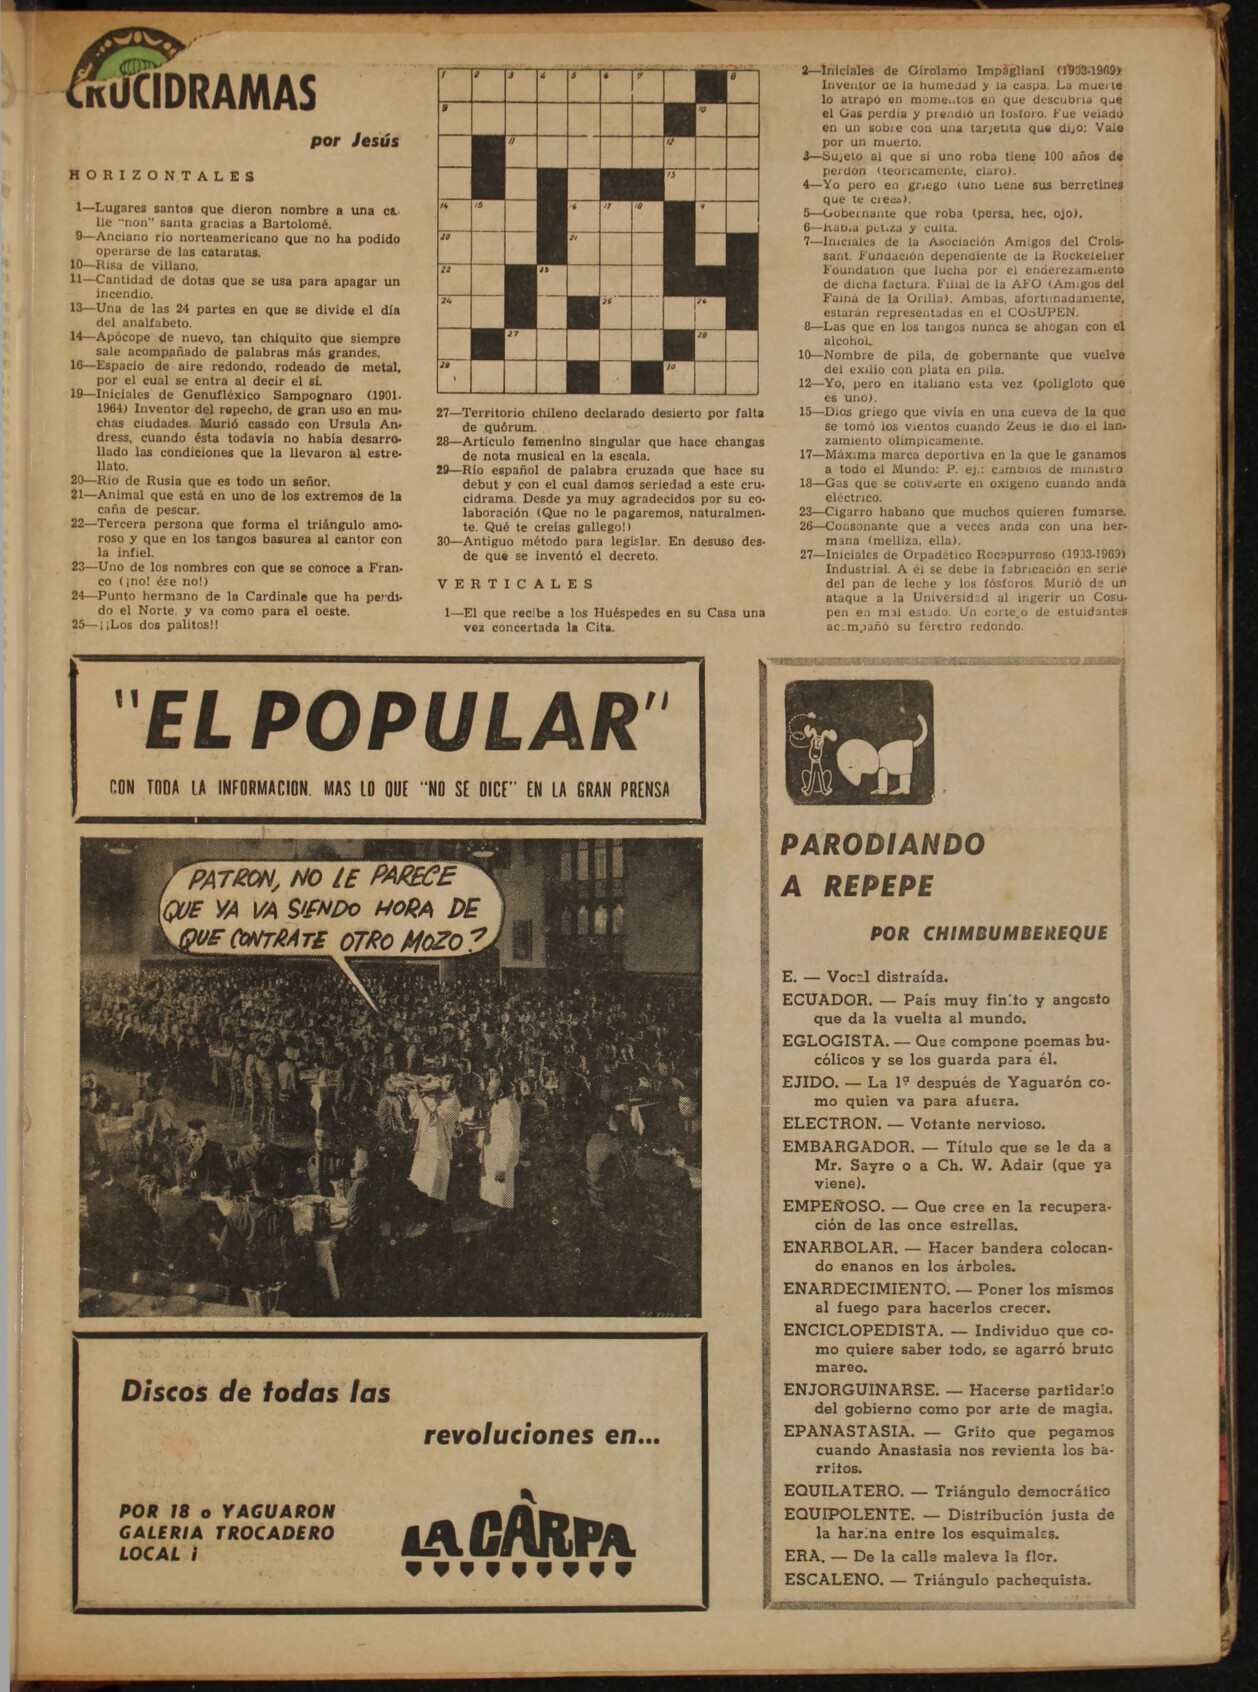 CRUCIDRAMAS
por Jesús
HORIZONTALES
1—Lugares santos que dieron nombre a una ca-
lle "non" santa gracias a Bartolomé.
9—Anciano río norteamericano que no ha podido
operarse de las cataratas.
10—Risa de villano.
11—Cantidad de dotas que se usa para apagar un
incendio.
13—Una de las 24 partes en que se divide el día
del analfabeto.
14—Apócope de nuevo, tan chiquito que siempre
sale acompañado de palabras más grandes.
16—Espacio de aire redondo, rodeado de metal,
por el cual se entra al decir el sí.
19—Iniciales de Genufléxico Sampognaro (1901-
1964) Inventor del repecho, de gran uso en mu-
chas ciudades. Murió casado con Ursula An-
dress, cuando ésta todavía no había desarro-
llado las condiciones que la llevaron al estre-
llato.
20—Río de Rusia que es todo un señor.
21—Animal que está en uno de los extremos de la
caña de pescar.
22—Tercera persona que forma el triángulo amo-
roso y que en los tangos basurea al cantor con
la infiel.
23—Uno de los nombres con que se conoce a Fran-
co (¡no! ése no!)
24—Punto hermano de la Cardinale que ha perdi-
do el Norte. y va como para el oeste.
25—¡¡Los dos palitos!!
1 2 3 4 5 6 7 8
9 10
11 12
13
14 15 16 17 18 9
20 21
22 23
24 26 26
27 28
29 30
27—Territorio chileno declarado desierto por falta
de quórum.
28—Artículo femenino singular que hace changas
de nota musical en la escala.
29—Río español de palabra cruzada que hace su
debut y con el cual damos seriedad a este cru-
cidrama. Desde ya muy agradecidos por su co-
laboración (Que no le pagaremos, naturalmen-
te. Qué te creías gallego!)
30—Antiguo método para legislar. En desuso des-
de que se inventó el decreto.
VERTICALES
1—El que recibe a los Huéspedes en su Casa una
vez concertada la Cita.
2—Iniciales de Girolamo Impagliani (1903-1969)
Inventor de la humedad y la caspa. La muerte
lo atrapó en momentos en que descubría que
el Gas perdía y prendió un fósforo. Fue velado
en un sobre con una tarjetita que dijo: Vale
por un muerto.
3—Sujeto al que si uno roba tiene 100 años de
perdón (teóricamente, claro).
4—Yo pero en griego (uno tiene sus berretines
que te crees).
5—Gobernante que roba (persa, hec, ojo).
6—Rabia petiza y culta.
7—Iniciales de la Asociación Amigos del Crois-
sant. Fundación dependiente de la Rockefeller
Foundation que lucha por el enderezamiento
de dicha factura. Filial de la AFO (Amigos del
Fainá de la Orilla). Ambas, afortunadamente,
estarán representadas en el COSUPEN.
8—Las que en los tangos nunca se ahogan con el
alcohol.
10—Nombre de pila, de gobernante que vuelve
del exilio con plata en pila.
12—Yo, pero en italiano esta vez (poligloto que
es uno).
15—Dios griego que vivía en una cueva de la que
se tomó los vientos cuando Zeus le dio el lan-
zamiento olímpicamente.
17—Máxima marca deportiva en la que le ganamos
a todo el Mundo: P. ej.: cambios de ministro
18—Gas que se convierte en oxígeno cuando anda
eléctrico.
23—Cigarro habano que muchos quieren fumarse.
26—Consonante que a veces anda con una her-
mana (melliza, ella).
27—Iniciales de Orpadético Rocapurroso (1903-1969)
Industrial. A él se debe la fabricación en serie
del pan de leche y los fósforos. Murió de un
ataque a la Universidad al ingerir un Cosu-
pen en mal estado. Un cortejo de estuidantes
acompañó su féretro redondo.
"EL POPULAR"
CON TODA LA INFORMACION. MAS LO QUE "NO SE DICE" EN LA GRAN PRENSA
PATRON, NO LE PARECE
QUE YA VA SIENDO HORA DE
QUE CONTRATE OTRO MOZO?
Discos de todas las
revoluciones en...
POR 18 o YAGUARON
GALERIA TROCADERO
LOCAL i
LA CÀRPA
PARODIANDO
A REPEPE
POR CHIMBUMBEREQUE
E. — Vocal distraída.
ECUADOR. — País muy finito y angosto
que da la vuelta al mundo.
EGLOGISTA. — Que compone poemas bu-
cólicos y se los guarda para él.
EJIDO. — La 1ª después de Yaguarón co-
mo quien va para afuera.
ELECTRON. — Votante nervioso.
EMBARGADOR. — Título que se le da a
Mr. Sayre o a Ch. W. Adair (que ya
viene).
EMPEÑOSO. — Que cree en la recupera-
ción de las once estrellas.
ENARBOLAR. — Hacer bandera colocan-
do enanos en los árboles.
ENARDECIMIENTO. — Poner los mismos
al fuego para hacerlos crecer.
ENCICLOPEDISTA. — Individuo que co-
mo quiere saber todo, se agarró bruto
mareo.
ENJORGUINARSE. — Hacerse partidario
del gobierno como por arte de magia.
EPANASTASIA. — Grito que pegamos
cuando Anastasia nos revienta los ba-
rritos.
EQUILATERO. — Triángulo democrático
EQUIPOLENTE. — Distribución justa de
la harina entre los esquimales.
ERA. — De la calle maleva la flor.
ESCALENO. — Triángulo pachequista.